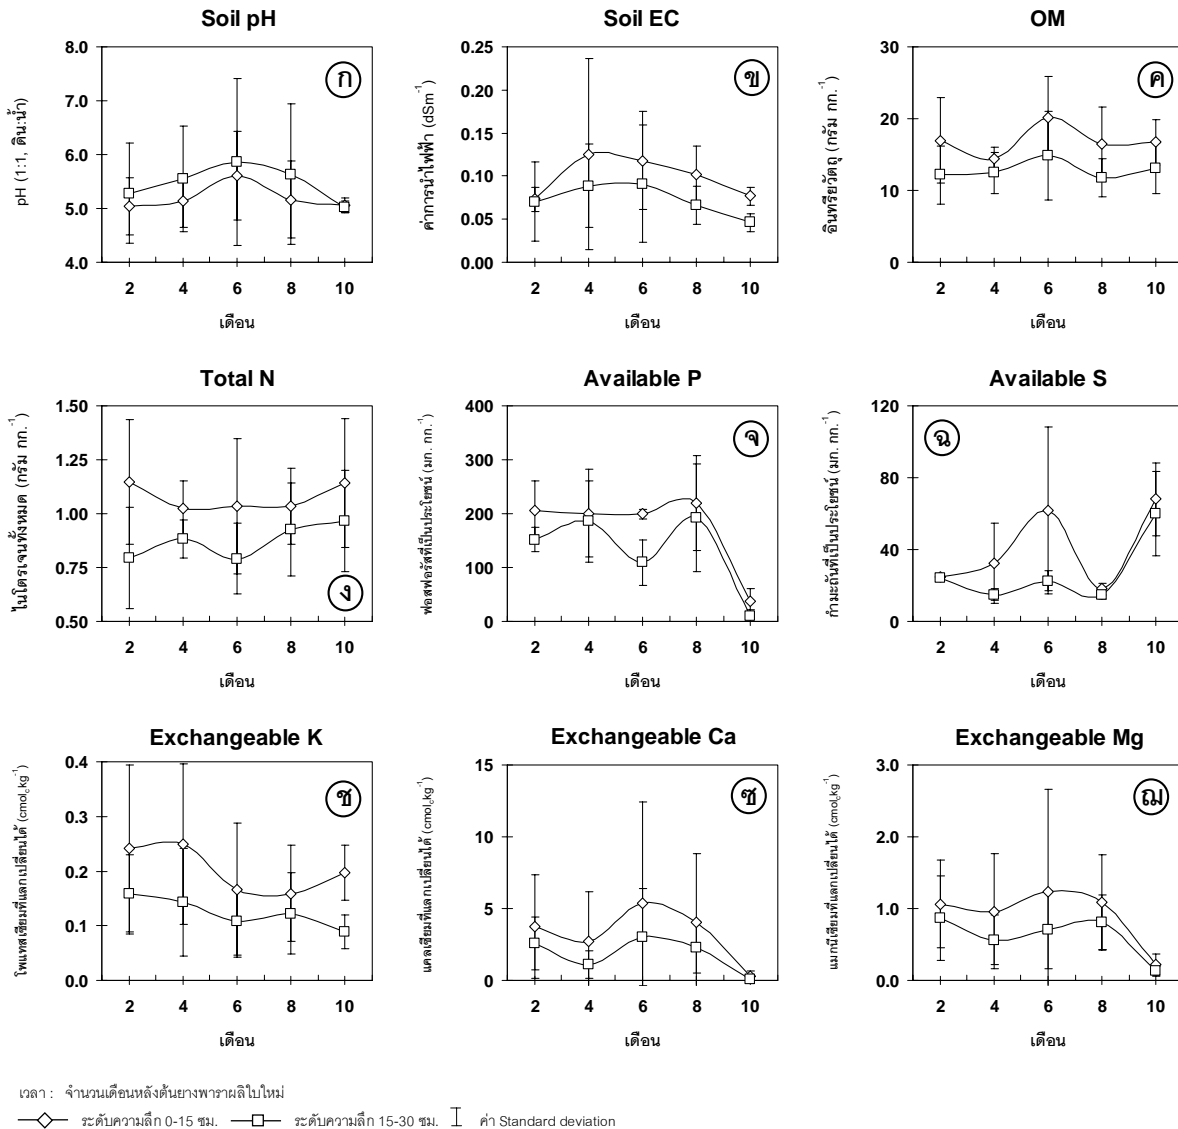 Soil pH
8.0
7.0
6.0
5.0
4.0
pH (1:1, ดิน:น้ำ)
ก
2 4 6 8 10
เดือน
Soil EC
0.25
0.20
0.15
0.10
0.05
0.00
ค่าการนำไฟฟ้า (dSm⁻¹)
ข
2 4 6 8 10
เดือน
OM
30
20
10
0
อินทรียวัตถุ (กรัม กก.⁻¹)
ค
2 4 6 8 10
เดือน
Total N
1.50
1.25
1.00
0.75
0.50
ไนโตรเจนทั้งหมด (กรัม กก.⁻¹)
ง
2 4 6 8 10
เดือน
Available P
400
300
200
100
0
ฟอสฟอรัสที่เป็นประโยชน์ (มก. กก.⁻¹)
จ
2 4 6 8 10
เดือน
Available S
120
80
40
0
กำมะถันที่เป็นประโยชน์ (มก. กก.⁻¹)
ฉ
2 4 6 8 10
เดือน
Exchangeable K
0.4
0.3
0.2
0.1
0.0
โพแทสเซียมที่แลกเปลี่ยนได้ (cmol_c kg⁻¹)
ช
2 4 6 8 10
เดือน
Exchangeable Ca
15
10
5
0
แคลเซียมที่แลกเปลี่ยนได้ (cmol_c kg⁻¹)
ซ
2 4 6 8 10
เดือน
Exchangeable Mg
3.0
2.0
1.0
0.0
แมกนีเซียมที่แลกเปลี่ยนได้ (cmol_c kg⁻¹)
ฌ
2 4 6 8 10
เดือน
เวลา : จำนวนเดือนหลังต้นยางพาราผลิใบใหม่
ระดับความลึก 0-15 ซม. ระดับความลึก 15-30 ซม. ค่า Standard deviation